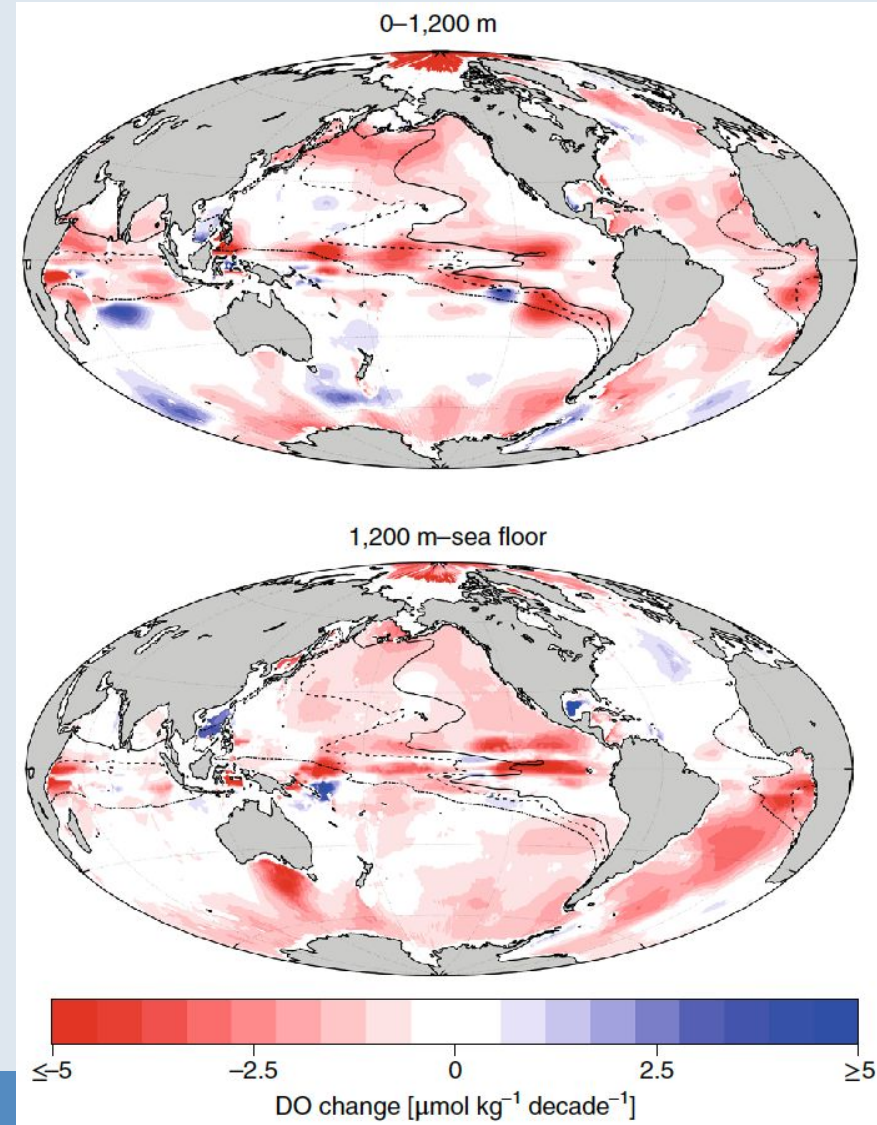 0–1,200 m
1,200 m–sea floor
≤–5 –2.5 0 2.5 ≥5
DO change [μmol kg⁻¹ decade⁻¹]